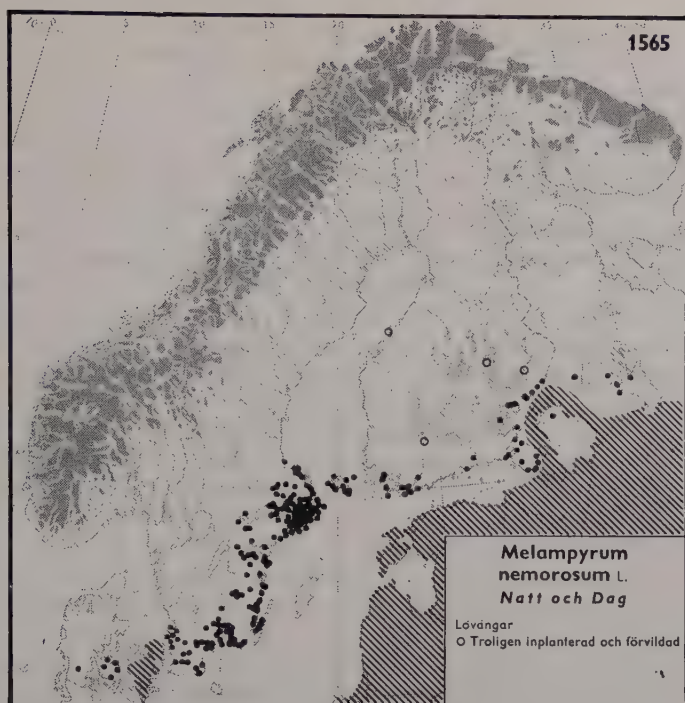 1565
Melampyrum
nemorosum L.
Natt och Dag
Lövängar
O Troligen inplanterad och förvildad